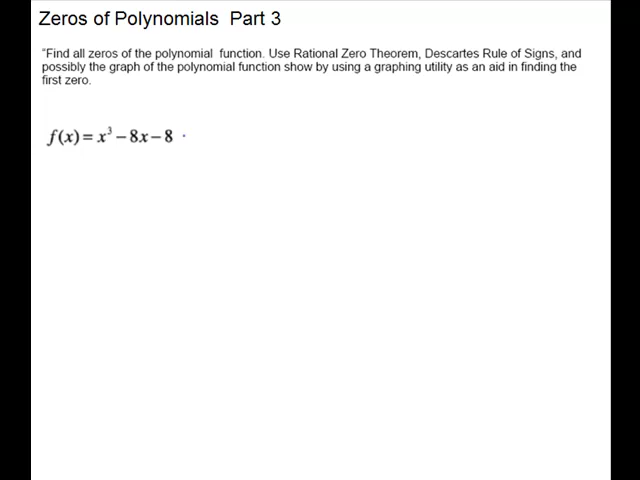 Zeros of Polynomials  Part 3
"Find all zeros of the polynomial  function. Use Rational Zero Theorem, Descartes Rule of Signs, and
possibly the graph of the polynomial function show by using a graphing utility as an aid in finding the
first zero.
f(x) = x³ − 8x − 8